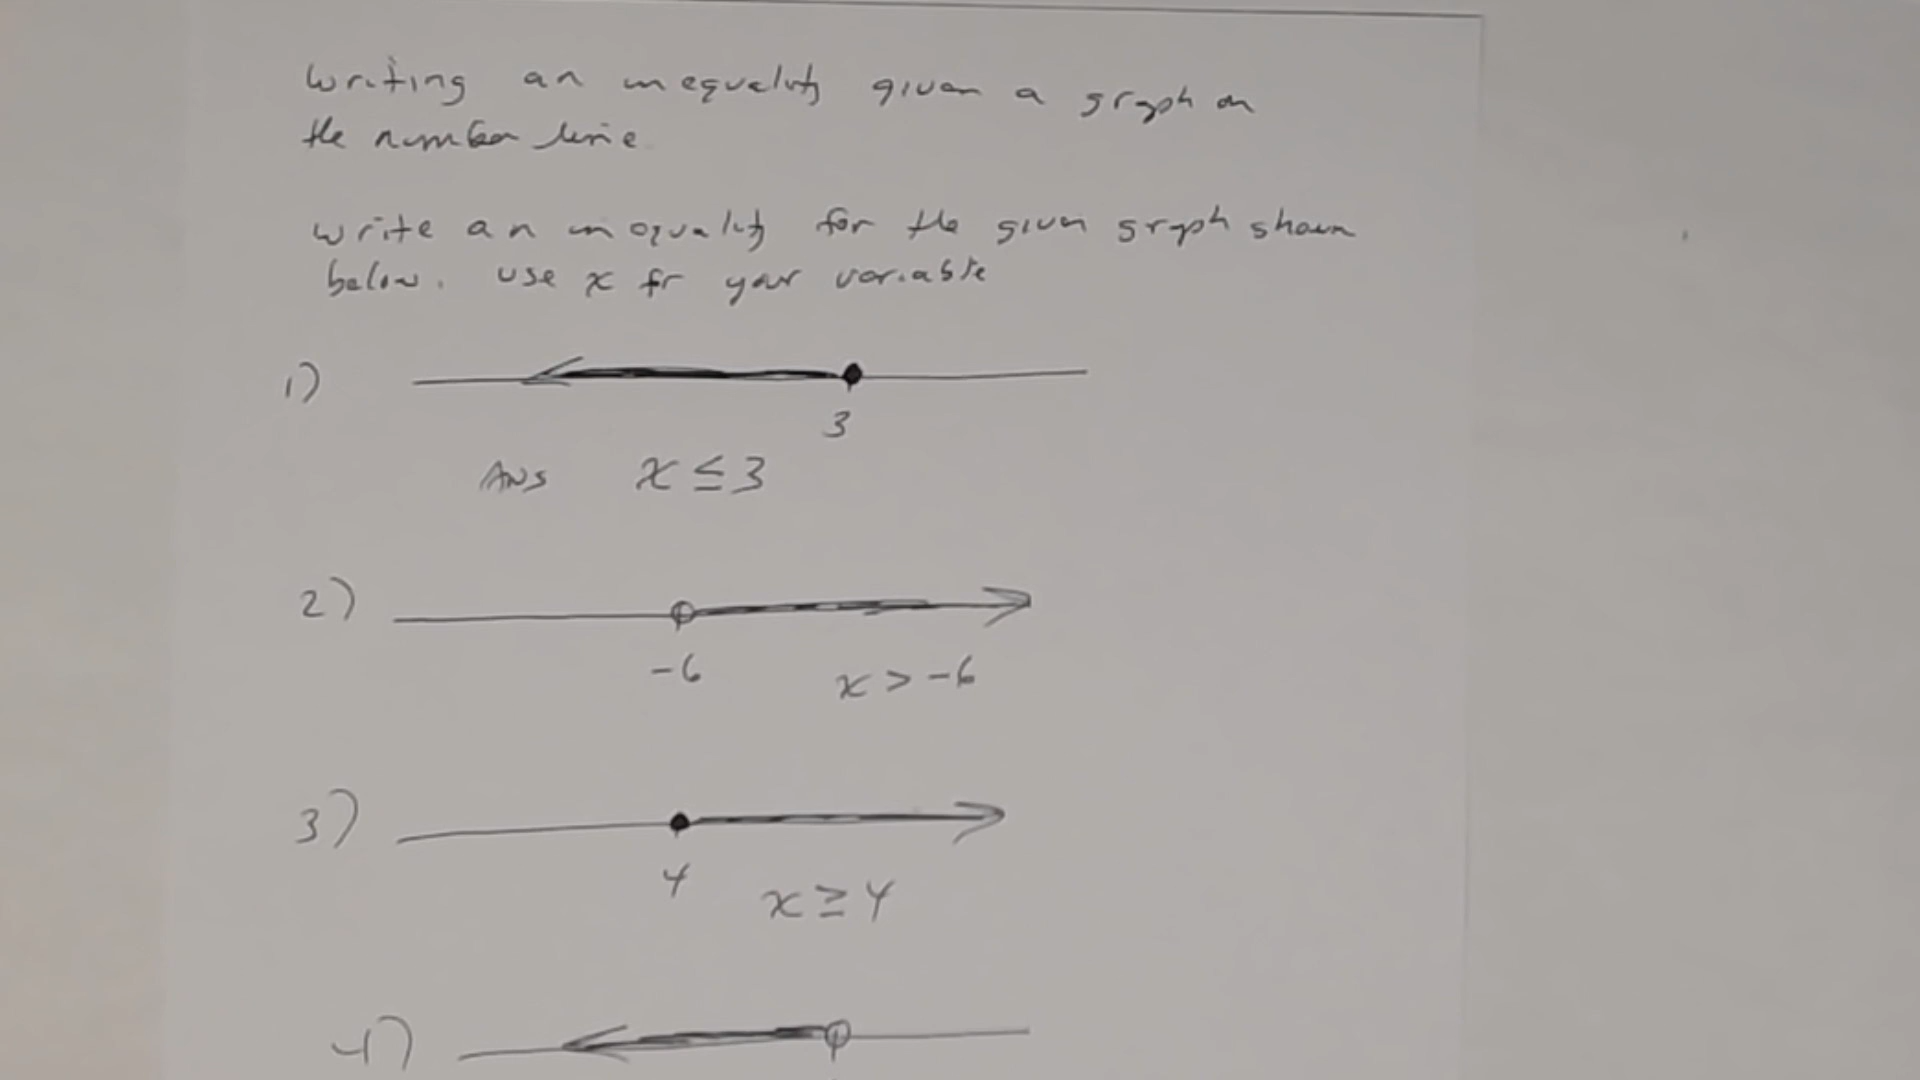 Writing an inequality given a graph on
the number line
write an inequality for the given graph shown
below. use x for your variable
1)
3
Ans x ≤ 3
2)
-6
x > -6
3)
4
x ≥ 4
4)